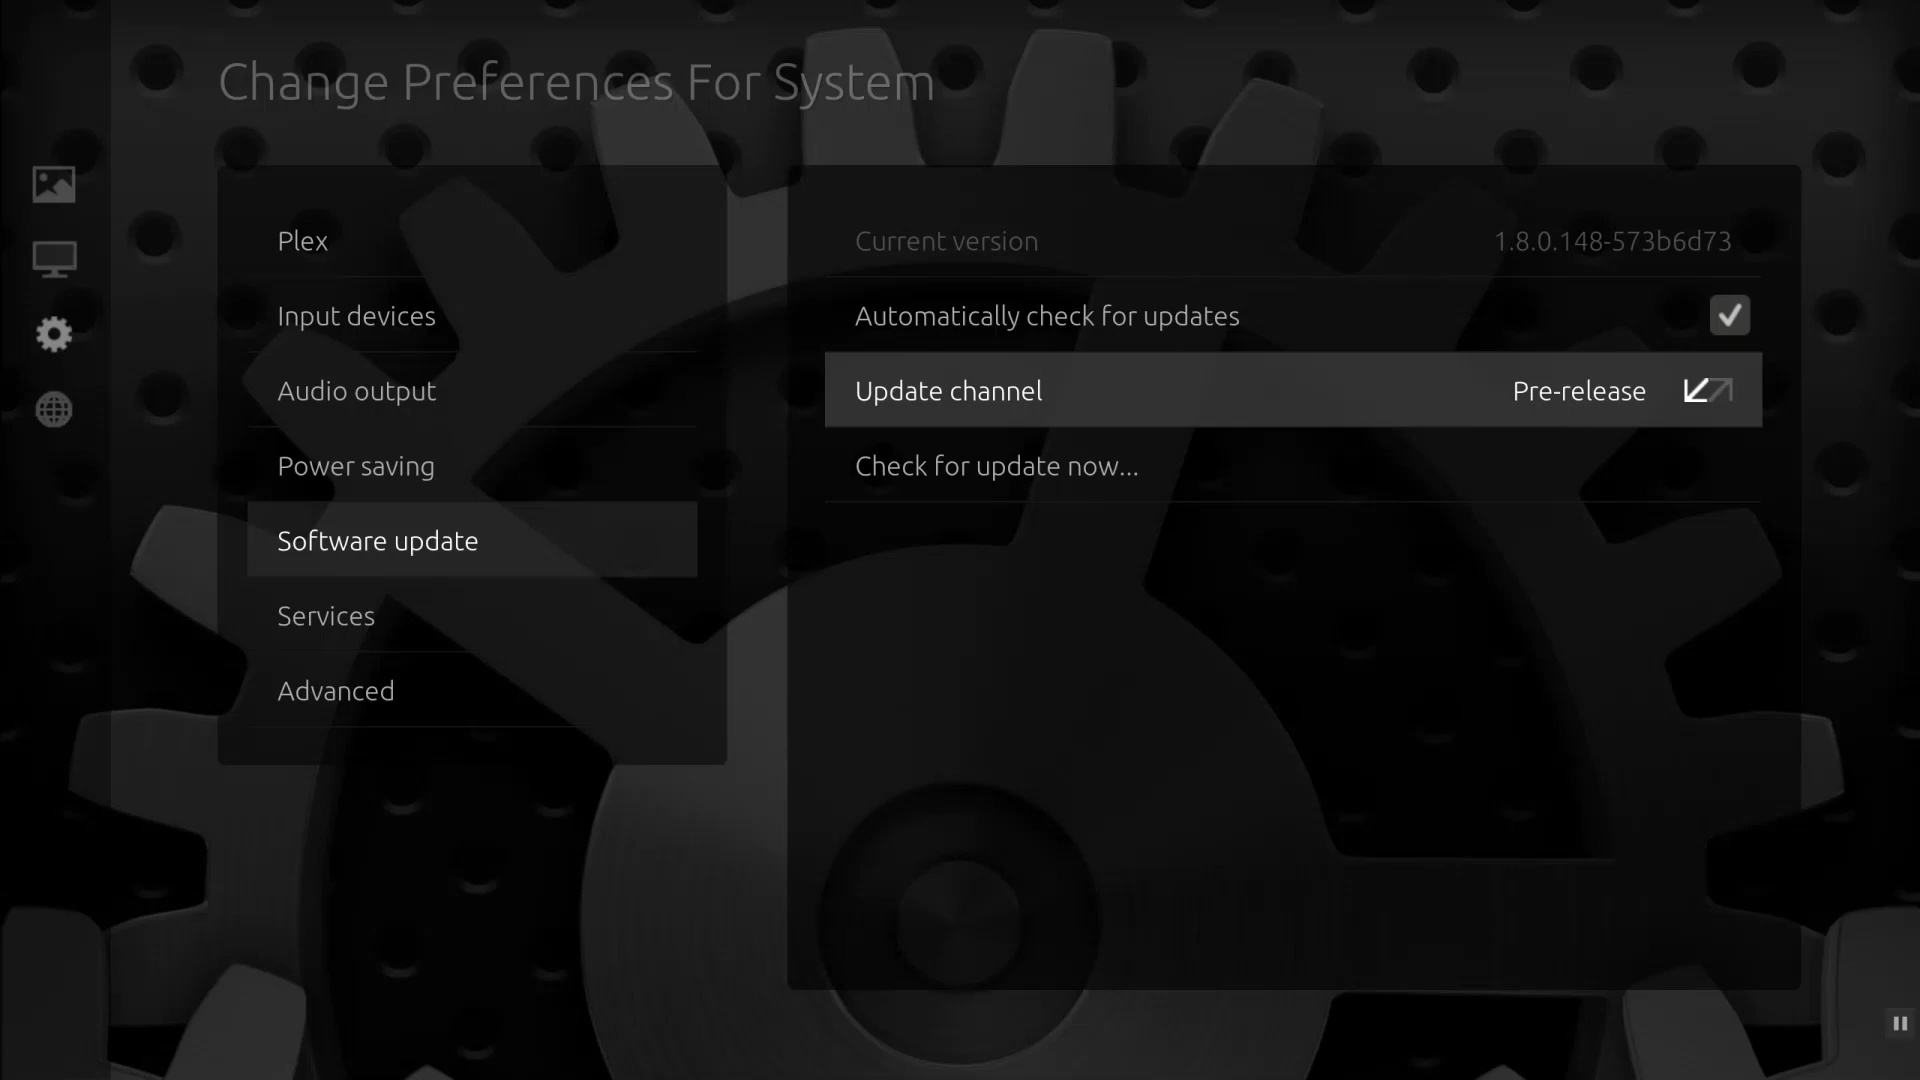 Change Preferences For System
Plex
Input devices
Audio output
Power saving
Software update
Services
Advanced
Current version 1.8.0.148-573b6d73
Automatically check for updates
Update channel Pre-release
Check for update now...